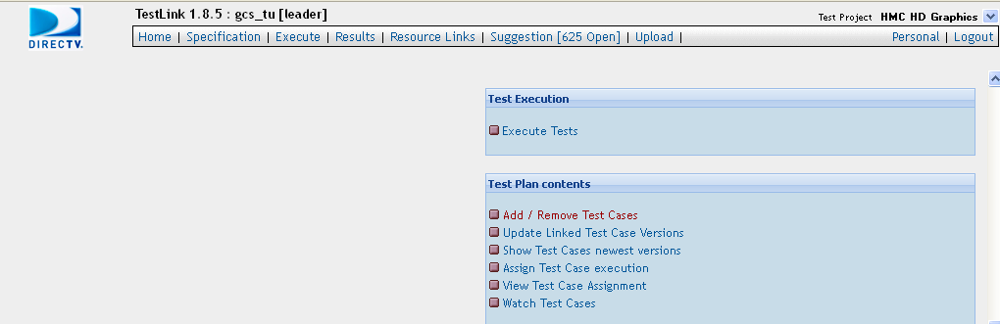 TestLink 1.8.5 : gcs_tu [leader]
Test Project HMC HD Graphics
DIRECTV.
Home | Specification | Execute | Results | Resource Links | Suggestion [625 Open] | Upload | Personal | Logout
Test Execution
Execute Tests
Test Plan contents
Add / Remove Test Cases
Update Linked Test Case Versions
Show Test Cases newest versions
Assign Test Case execution
View Test Case Assignment
Watch Test Cases